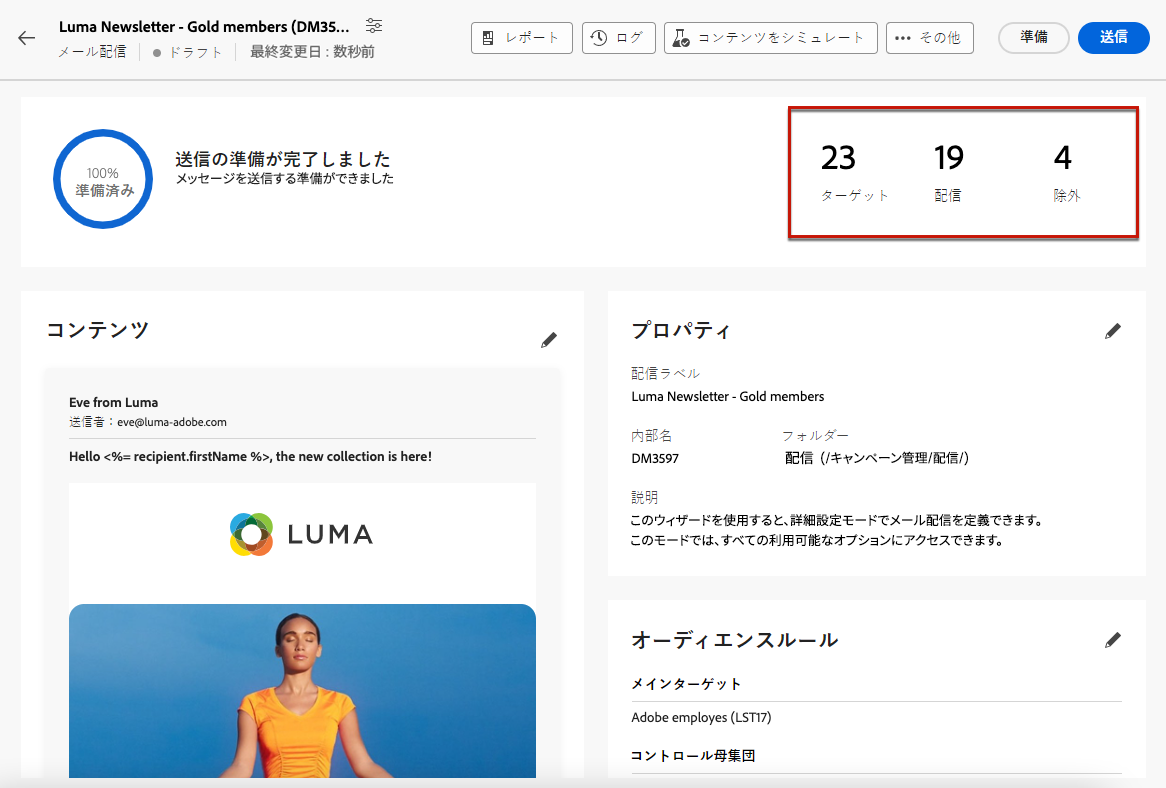 Luma Newsletter - Gold members (DM35...
メール配信 ドラフト 最終変更日 : 数秒前
レポート ログ コンテンツをシミュレート ••• その他 準備 送信
100%
準備済み
送信の準備が完了しました
メッセージを送信する準備ができました
23 19 4
ターゲット 配信 除外
コンテンツ
Eve from Luma
送信者：eve@luma-adobe.com
Hello <%= recipient.firstName %>, the new collection is here!
LUMA
プロパティ
配信ラベル
Luma Newsletter - Gold members
内部名 フォルダー
DM3597 配信（/キャンペーン管理/配信/）
説明
このウィザードを使用すると、詳細設定モードでメール配信を定義できます。
このモードでは、すべての利用可能なオプションにアクセスできます。
オーディエンスルール
メインターゲット
Adobe employes (LST17)
コントロール母集団